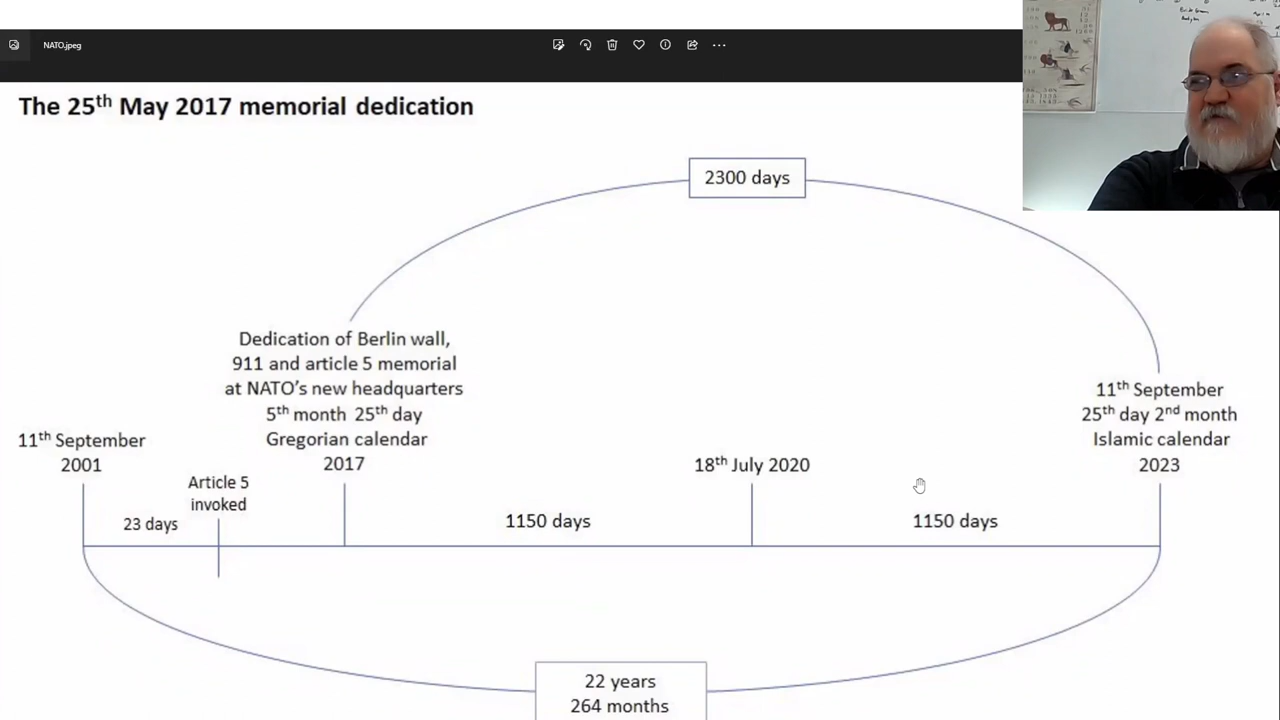 NATO.jpeg
The 25th May 2017 memorial dedication
2300 days
Dedication of Berlin wall,
911 and article 5 memorial
at NATO's new headquarters
5th month 25th day
Gregorian calendar
2017
11th September
25th day 2nd month
Islamic calendar
2023
11th September
2001
Article 5
invoked
23 days
18th July 2020
1150 days
1150 days
22 years
264 months